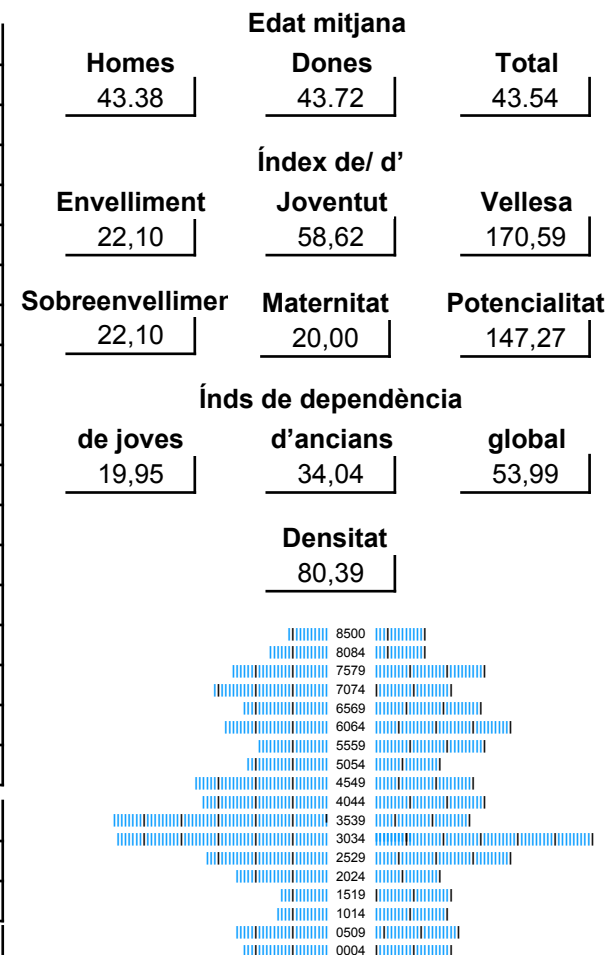 Edat mitjana
Homes Dones Total
43.38 43.72 43.54
Índex de/ d’
Envelliment Joventut Vellesa
22,10 58,62 170,59
Sobreenvellimer Maternitat Potencialitat
22,10 20,00 147,27
Índs de dependència
de joves d’ancians global
19,95 34,04 53,99
Densitat
80,39
8500
8084
7579
7074
6569
6064
5559
5054
4549
4044
3539
3034
2529
2024
1519
1014
0509
0004